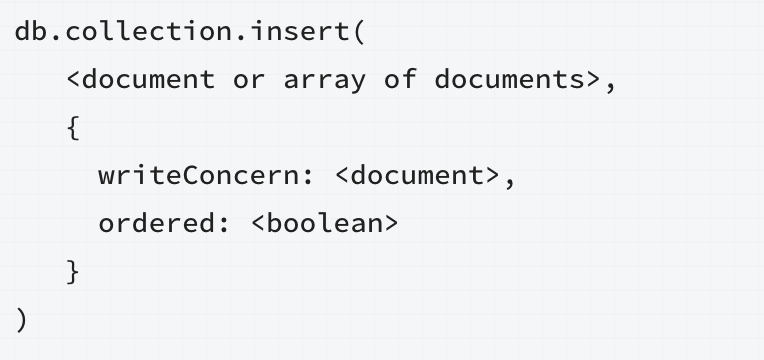 db.collection.insert(
   <document or array of documents>,
   {
     writeConcern: <document>,
     ordered: <boolean>
   }
)